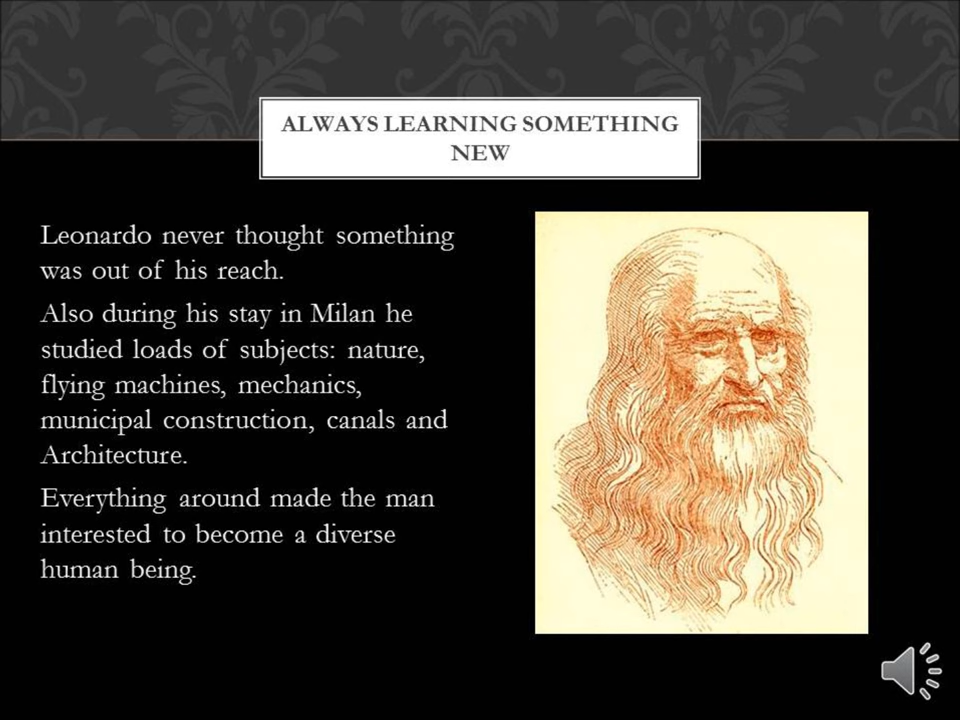 ALWAYS LEARNING SOMETHING
NEW
Leonardo never thought something
was out of his reach.
Also during his stay in Milan he
studied loads of subjects: nature,
flying machines, mechanics,
municipal construction, canals and
Architecture.
Everything around made the man
interested to become a diverse
human being.